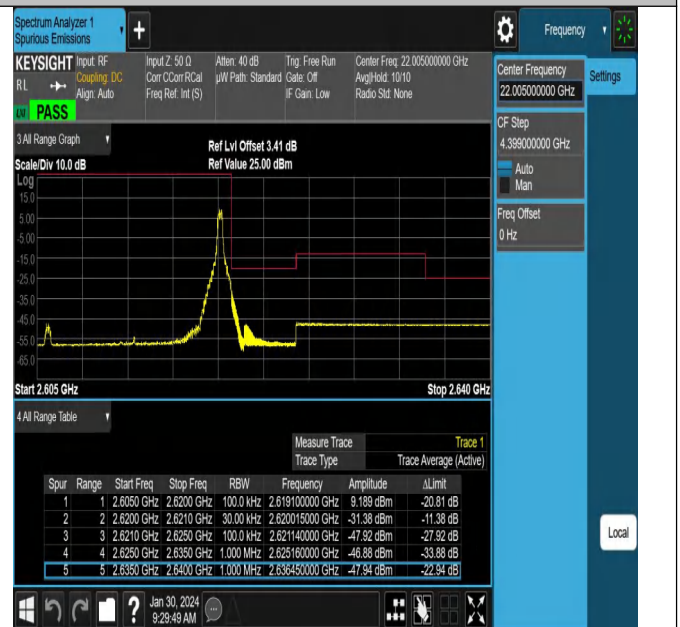 Spectrum Analyzer 1
Spurious Emissions
+
Frequency
KEYSIGHT Input: RF Input Z: 50 Ω Atten: 40 dB Trig: Free Run Center Freq: 22.005000000 GHz
RL Coupling: DC Corr CCorr RCal µW Path: Standard Gate: Off Avg|Hold: 10/10
Align: Auto Freq Ref: Int (S) IF Gain: Low Radio Std: None
PASS
Center Frequency
22.005000000 GHz
Settings
CF Step
4.399000000 GHz
Auto
Man
Freq Offset
0 Hz
3 All Range Graph
Ref Lvl Offset 3.41 dB
Scale/Div 10.0 dB Ref Value 25.00 dBm
Log
15.0
5.00
-5.00
-15.0
-25.0
-35.0
-45.0
-55.0
-65.0
Start 2.605 GHz Stop 2.640 GHz
4 All Range Table
Measure Trace Trace 1
Trace Type Trace Average (Active)
Spur Range Start Freq Stop Freq RBW Frequency Amplitude ΔLimit
1 1 2.6050 GHz 2.6200 GHz 100.0 kHz 2.619100000 GHz 9.189 dBm -20.81 dB
2 2 2.6200 GHz 2.6210 GHz 30.00 kHz 2.620015000 GHz -31.38 dBm -11.38 dB
3 3 2.6210 GHz 2.6250 GHz 100.0 kHz 2.621140000 GHz -47.92 dBm -27.92 dB
4 4 2.6250 GHz 2.6350 GHz 1.000 MHz 2.625160000 GHz -46.88 dBm -33.88 dB
5 5 2.6350 GHz 2.6400 GHz 1.000 MHz 2.636450000 GHz -47.94 dBm -22.94 dB
Local
?
Jan 30, 2024
9:29:49 AM